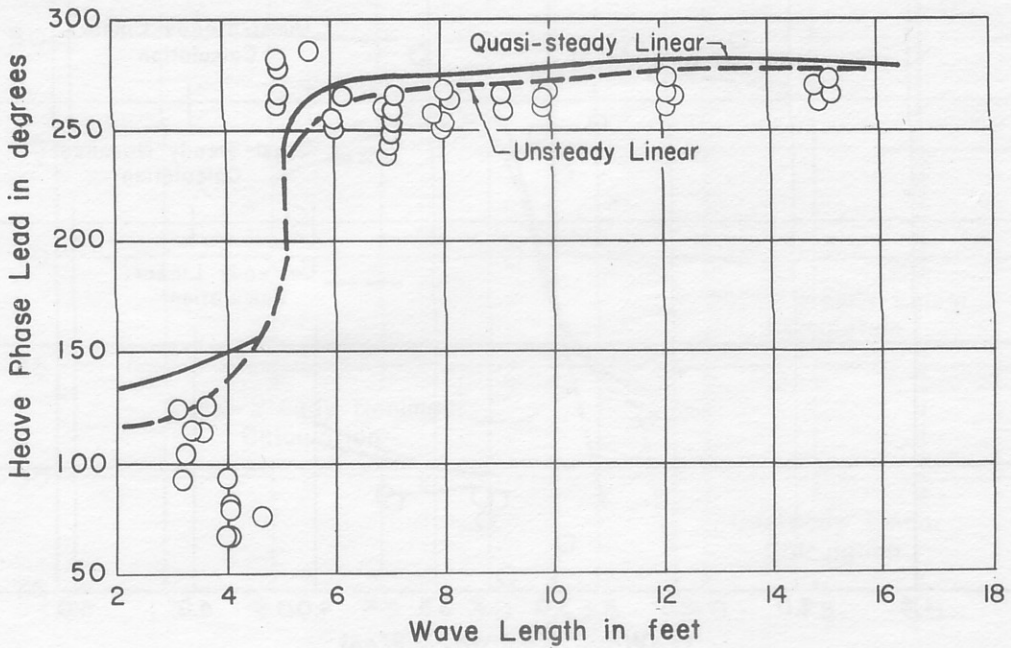 300
250
200
150
100
50
Heave Phase Lead in degrees
Quasi-steady Linear
Unsteady Linear
2 4 6 8 10 12 14 16 18
Wave Length in feet